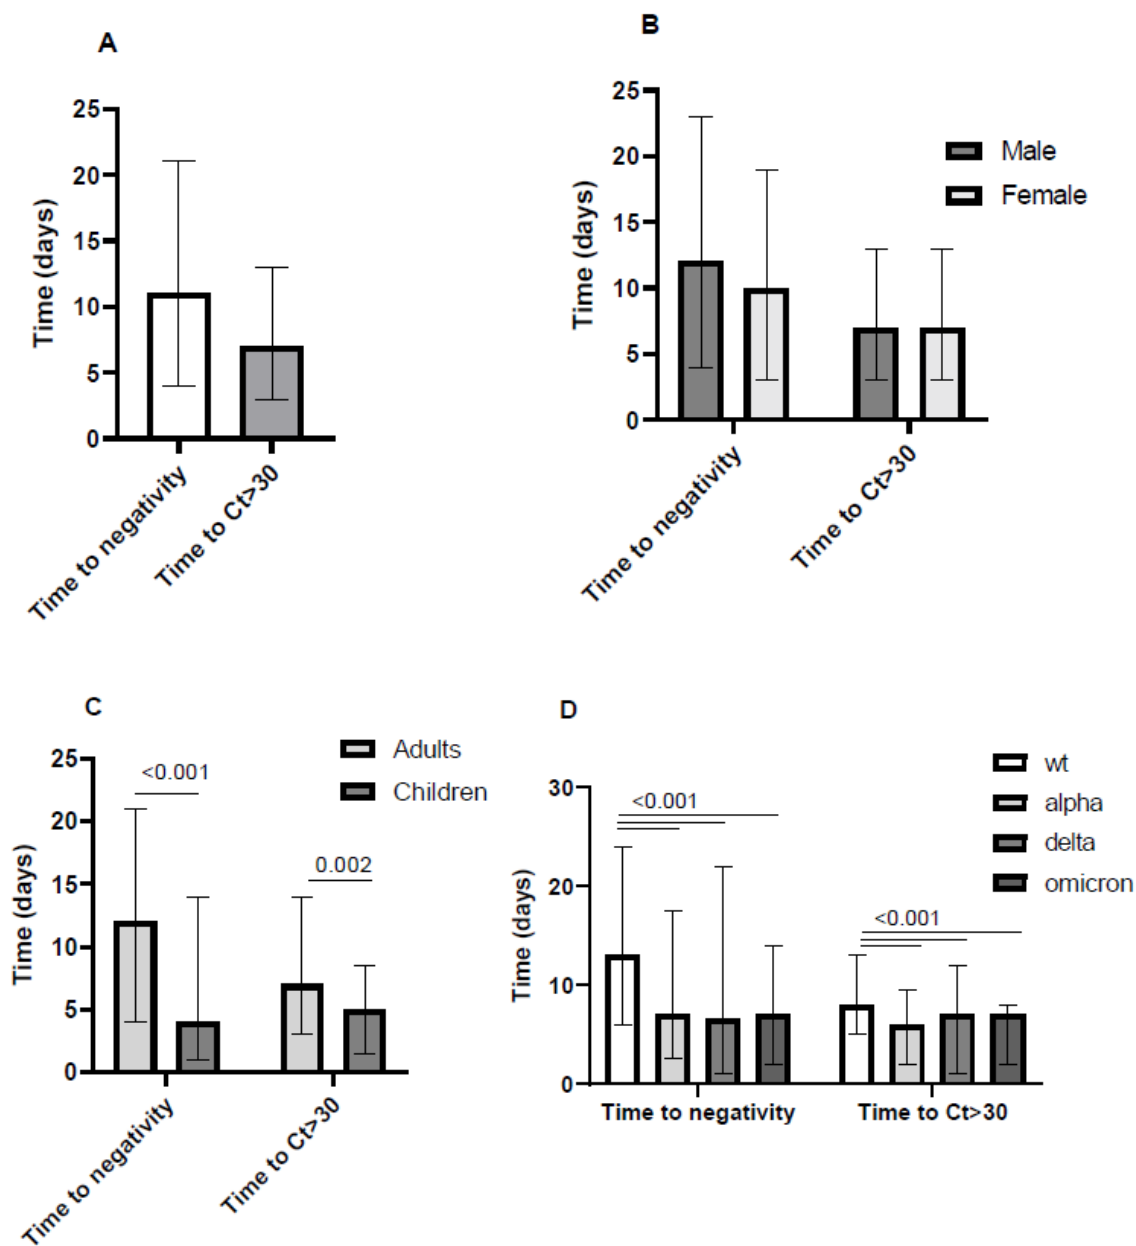 A
25
20
15
10
5
0
Time (days)
Time to negativity
Time to Ct>30
B
25
20
15
10
5
0
Time (days)
Male
Female
Time to negativity
Time to Ct>30
C
25
20
15
10
5
0
Time (days)
Adults
Children
<0.001
0.002
Time to negativity
Time to Ct>30
D
30
20
10
0
Time (days)
wt
alpha
delta
omicron
<0.001
<0.001
Time to negativity
Time to Ct>30